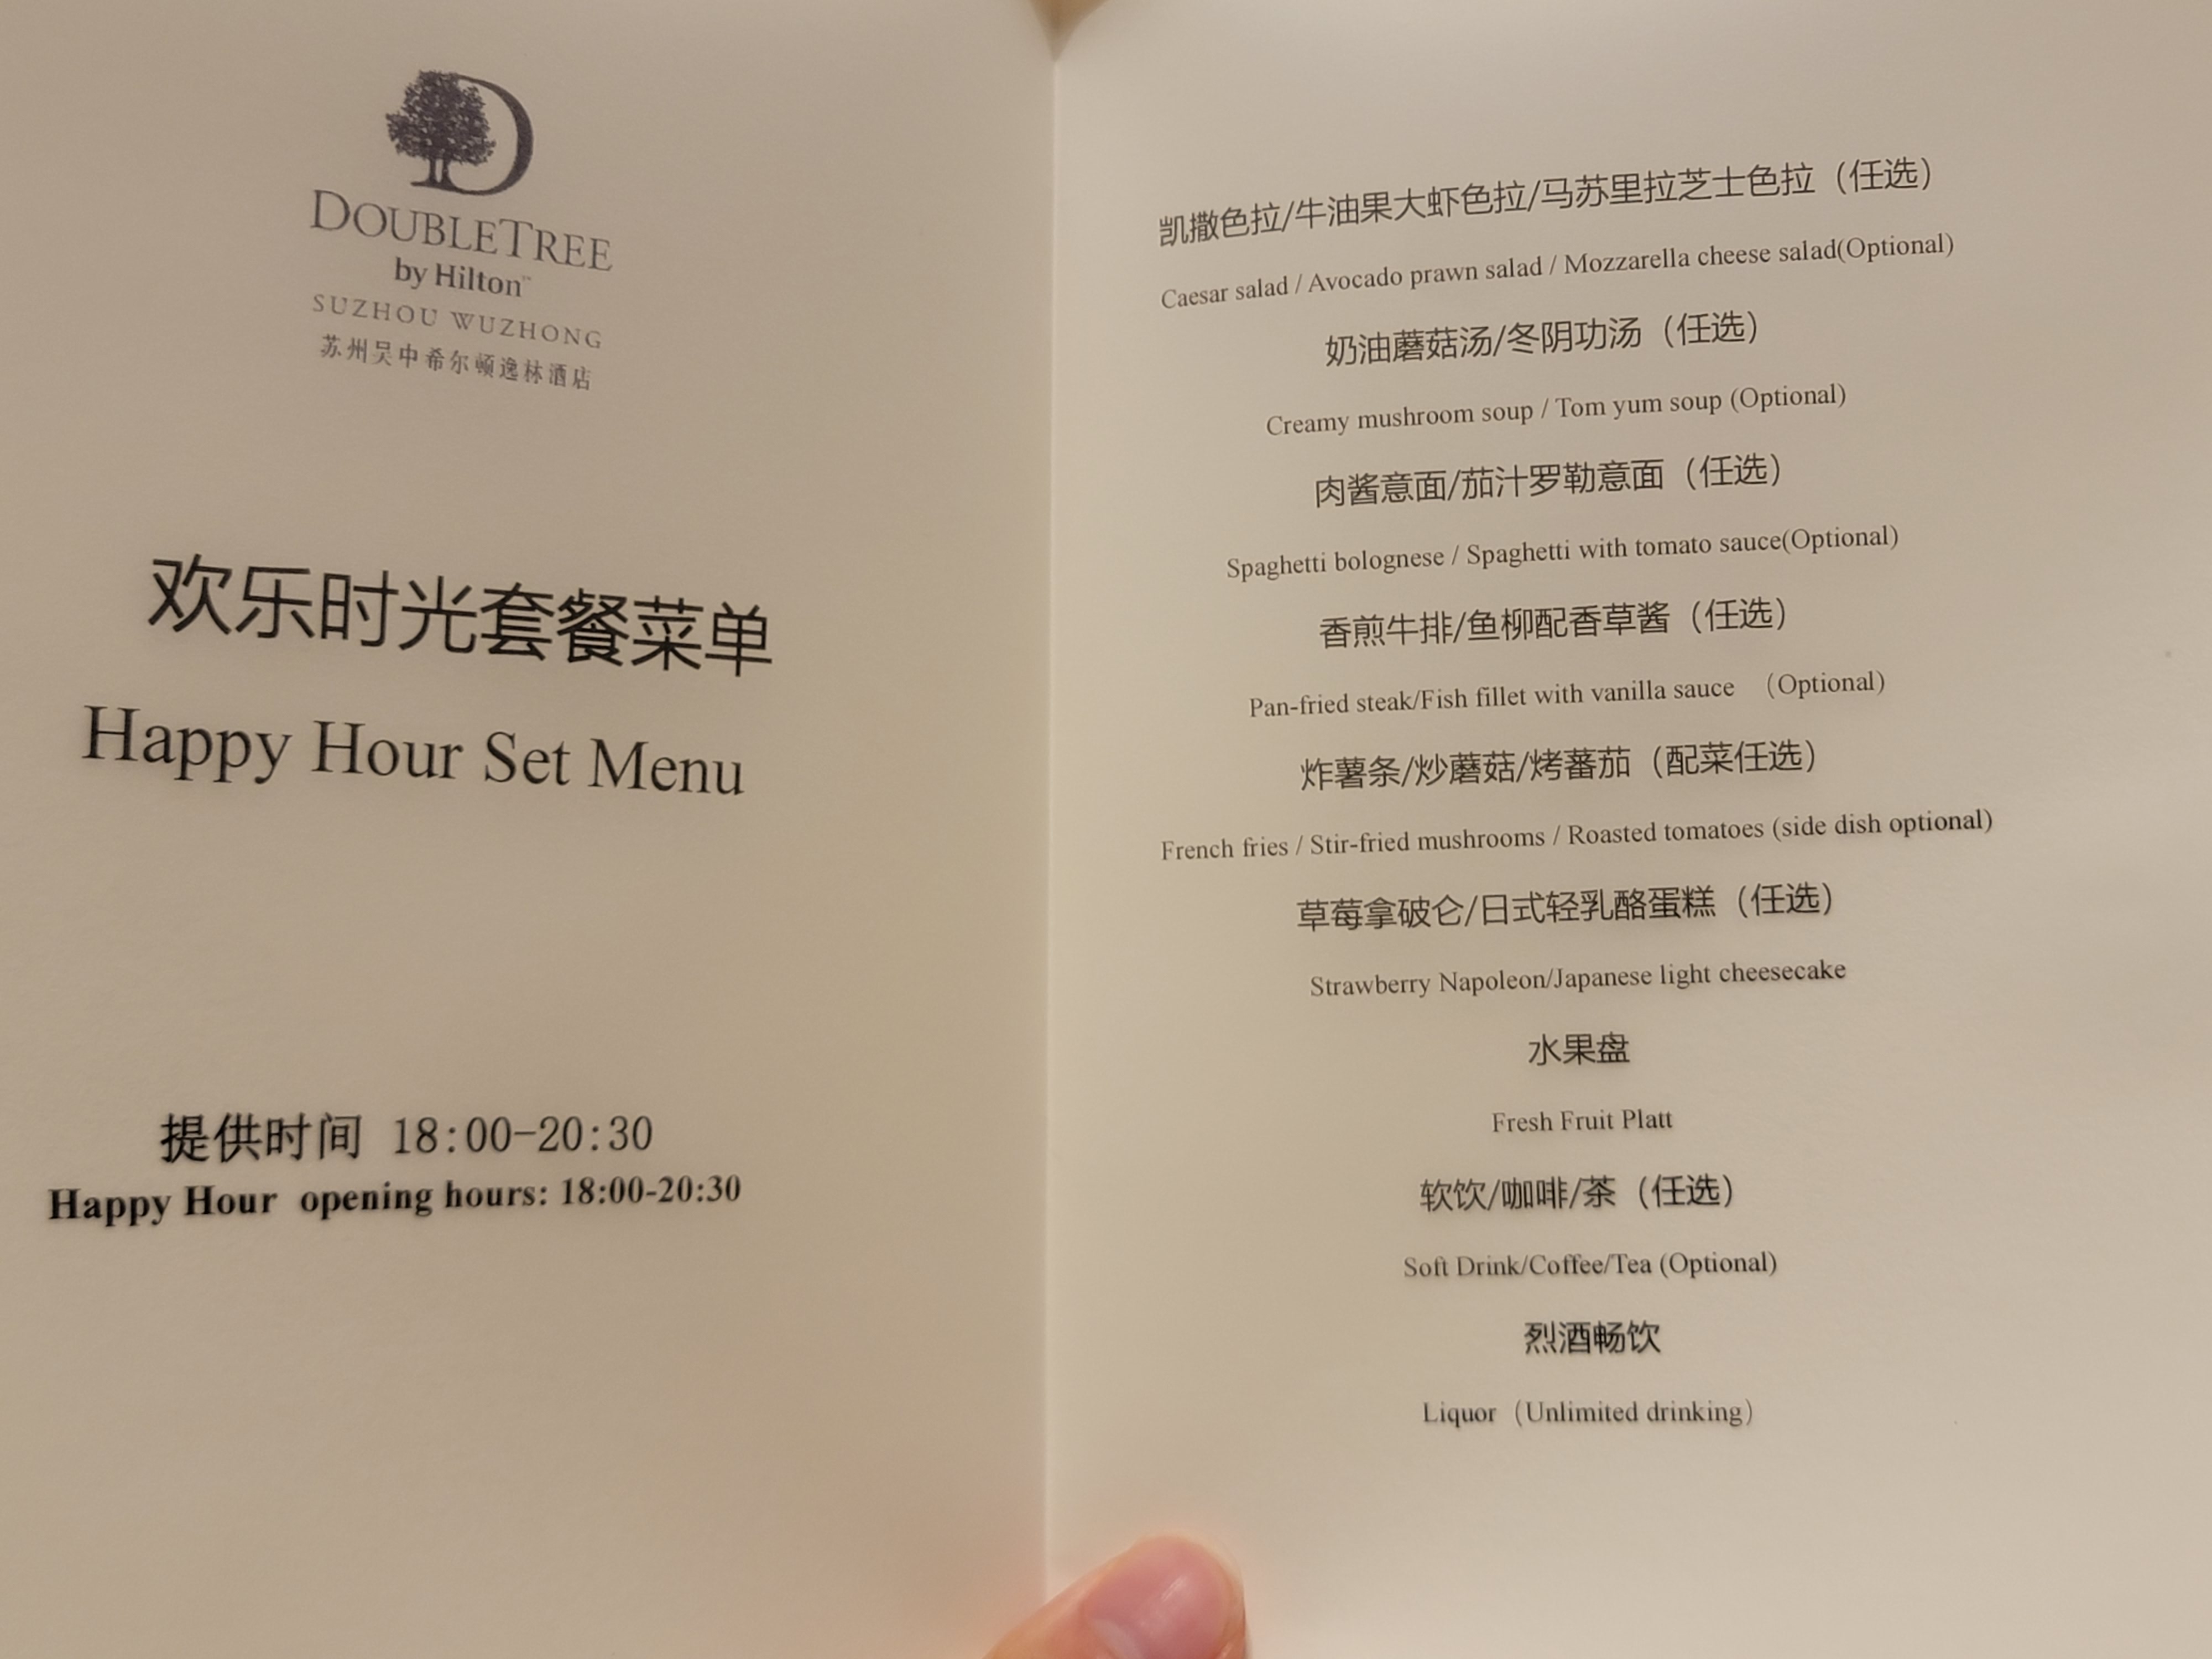 DOUBLETREE
by Hilton™
SUZHOU WUZHONG
苏州吴中希尔顿逸林酒店
欢乐时光套餐菜单
Happy Hour Set Menu
提供时间 18:00-20:30
Happy Hour opening hours: 18:00-20:30
凯撒色拉/牛油果大虾色拉/马苏里拉芝士色拉（任选）
Caesar salad / Avocado prawn salad / Mozzarella cheese salad(Optional)
奶油蘑菇汤/冬阴功汤（任选）
Creamy mushroom soup / Tom yum soup (Optional)
肉酱意面/茄汁罗勒意面（任选）
Spaghetti bolognese / Spaghetti with tomato sauce(Optional)
香煎牛排/鱼柳配香草酱（任选）
Pan-fried steak/Fish fillet with vanilla sauce （Optional)
炸薯条/炒蘑菇/烤蕃茄（配菜任选）
French fries / Stir-fried mushrooms / Roasted tomatoes (side dish optional)
草莓拿破仑/日式轻乳酪蛋糕（任选）
Strawberry Napoleon/Japanese light cheesecake
水果盘
Fresh Fruit Platt
软饮/咖啡/茶（任选）
Soft Drink/Coffee/Tea (Optional)
烈酒畅饮
Liquor（Unlimited drinking）